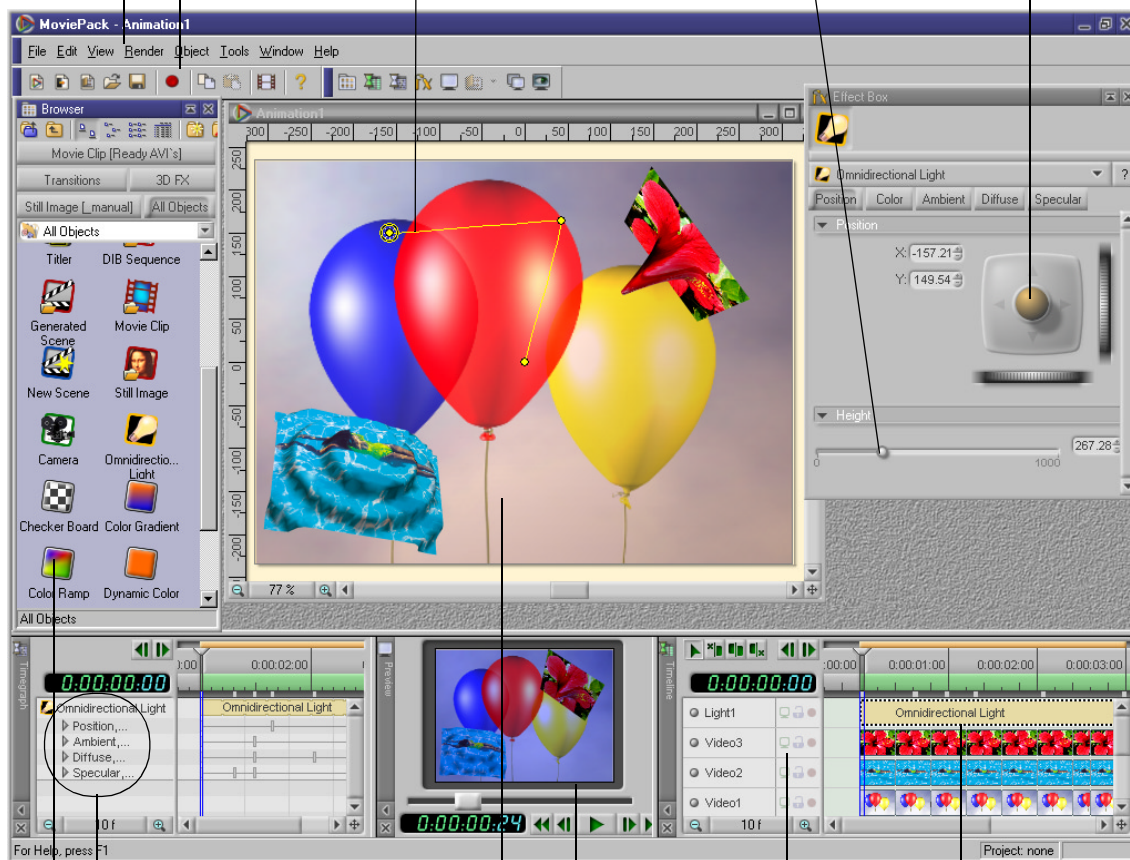 MoviePack - Animation1
File Edit View Render Object Tools Window Help
Browser
Movie Clip [Ready AVI`s]
Transitions 3D FX
Still Image [_manual] All Objects
All Objects
Titler DIB Sequence
Generated Scene Movie Clip
New Scene Still Image
Camera Omnidirectio... Light
Checker Board Color Gradient
Color Ramp Dynamic Color
All Objects
Animation1
300 -250 -200 -150 -100 -50 0 50 100 150 200 250 300
250
200
150
100
50
0
-50
-100
-150
-200
77 %
Effect Box
Omnidirectional Light ?
Position Color Ambient Diffuse Specular
Position
X: -157.21
Y: 149.54
Height
0 1000 267.28
Timegraph
0:00:00:00
:00 0:00:02:00
Omnidirectional Light Omnidirectional Light
Position,...
Ambient,...
Diffuse,...
Specular,...
10 f
Preview
0:00:00:24
Timeline
0:00:00:00
:00:00 0:00:01:00 0:00:02:00 0:00:03:00
Light1 Omnidirectional Light
Video3
Video2
Video1
10 f
For Help, press F1
Project: none